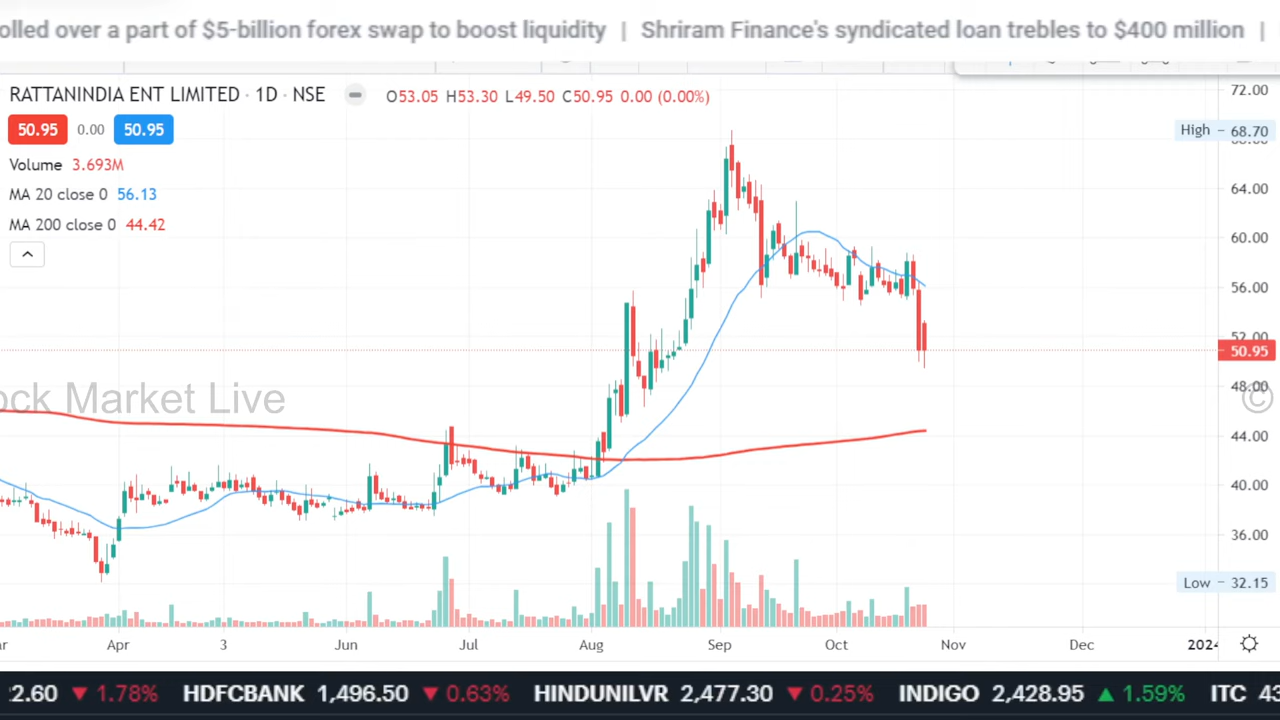 olled over a part of $5-billion forex swap to boost liquidity | Shriram Finance's syndicated loan trebles to $400 million |
RATTANINDIA ENT LIMITED · 1D · NSE O53.05 H53.30 L49.50 C50.95 0.00 (0.00%)
50.95 0.00 50.95
Volume 3.693M
MA 20 close 0 56.13
MA 200 close 0 44.42
72.00
High 68.70
64.00
60.00
56.00
52.00
50.95
48.00
ock Market Live ©
44.00
40.00
36.00
Low 32.15
Apr 3 Jun Jul Aug Sep Oct Nov Dec 2024
2.60 ▼ 1.78% HDFCBANK 1,496.50 ▼ 0.63% HINDUNILVR 2,477.30 ▼ 0.25% INDIGO 2,428.95 ▲ 1.59% ITC 43